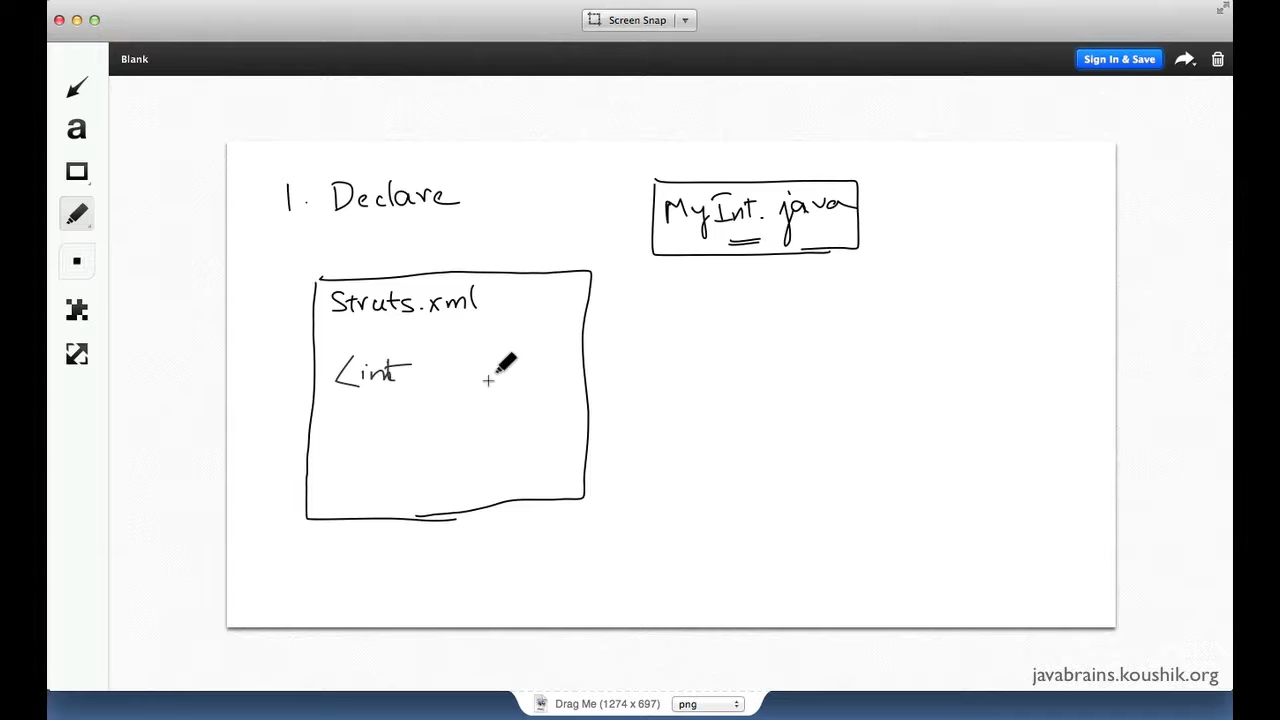 Screen Snap
Blank
Sign In & Save
a
1. Declare
MyInt.java
Struts.xml
<int
javabrains.koushik.org
Drag Me (1274 x 697)
png